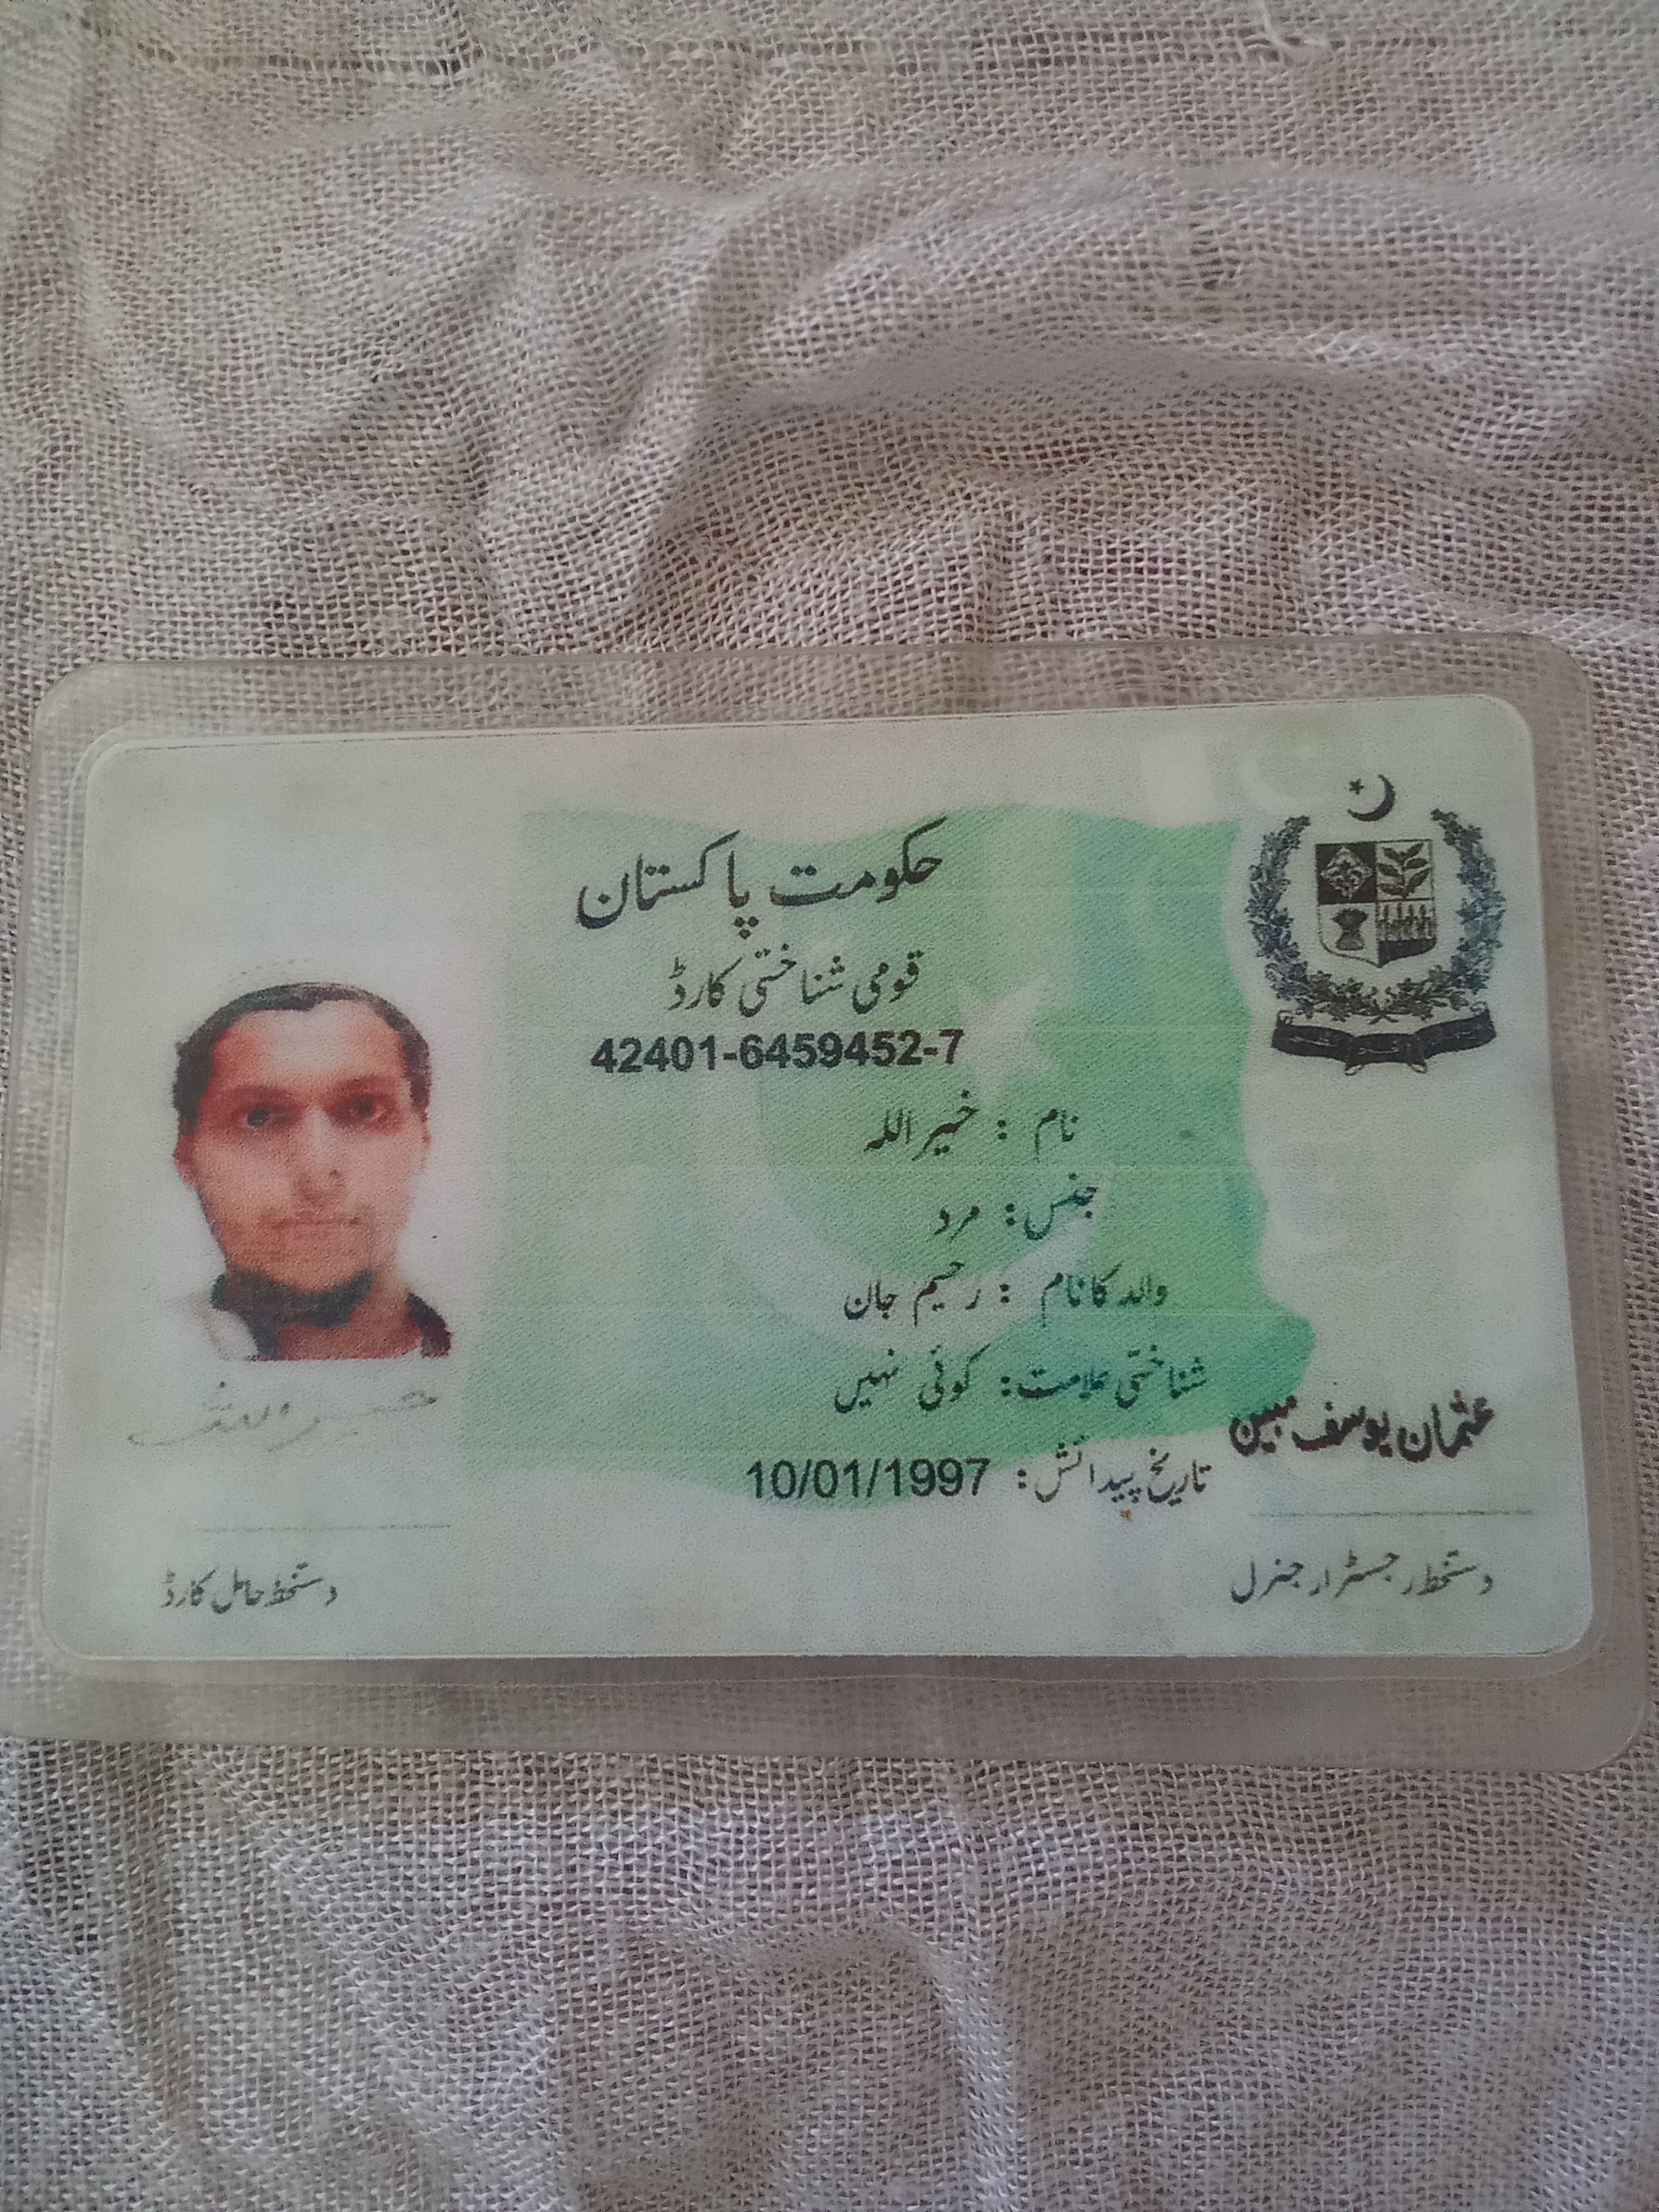 حکومت پاکستان
قومی شناختی کارڈ
42401-6459452-7
نام : خیر اللہ
جنس: مرد
والد کا نام : رحیم جان
شناختی علامت: کوئی نہیں
تاریخ پیدائش: 10/01/1997
عثمان یوسف مبین
دستخط رجسٹرار جنرل
دستخط حامل کارڈ